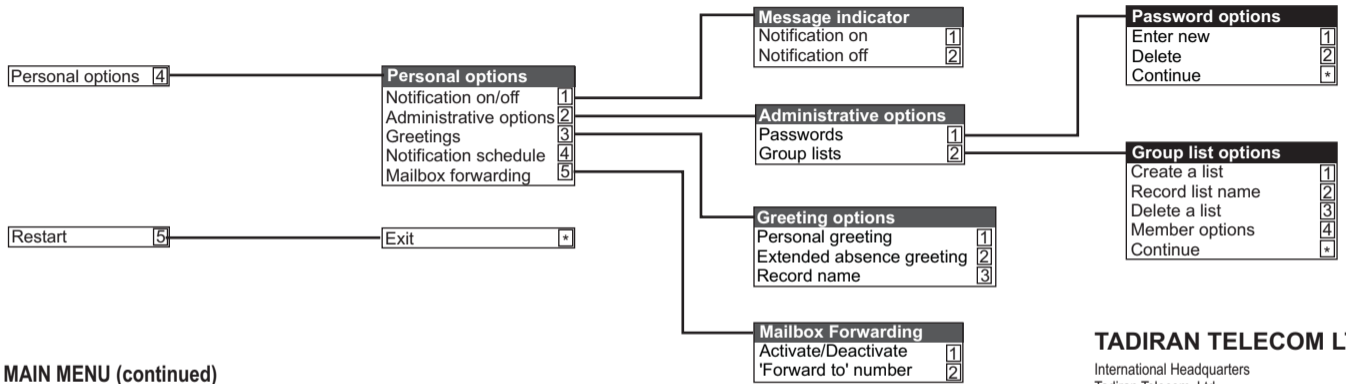 Personal options 4
Restart 5
Personal options
Notification on/off 1
Administrative options 2
Greetings 3
Notification schedule 4
Mailbox forwarding 5
Exit *
Message indicator
Notification on 1
Notification off 2
Administrative options
Passwords 1
Group lists 2
Greeting options
Personal greeting 1
Extended absence greeting 2
Record name 3
Mailbox Forwarding
Activate/Deactivate 1
'Forward to' number 2
Password options
Enter new 1
Delete 2
Continue *
Group list options
Create a list 1
Record list name 2
Delete a list 3
Member options 4
Continue *
MAIN MENU (continued)
TADIRAN TELECOM
International Headquarters